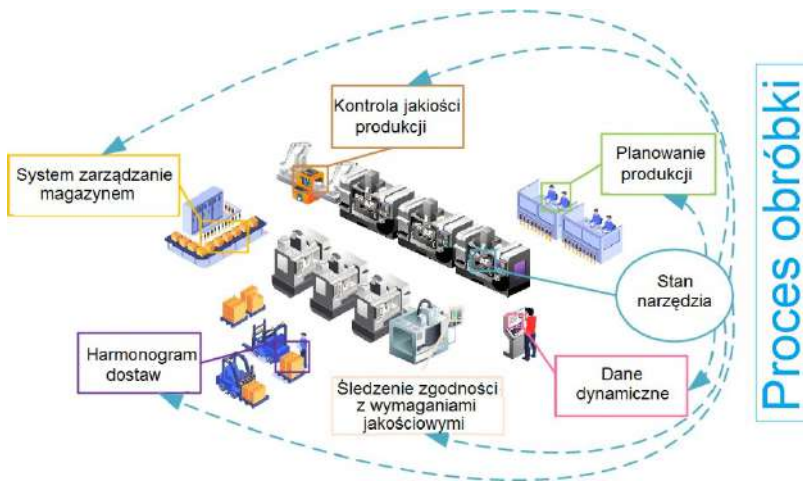 Kontrola jakiości
produkcji
System zarządzanie
magazynem
Planowanie
produkcji
Stan
narzędzia
Harmonogram
dostaw
Śledzenie zgodności
z wymaganiami
jakościowymi
Dane
dynamiczne
Proces obróbki